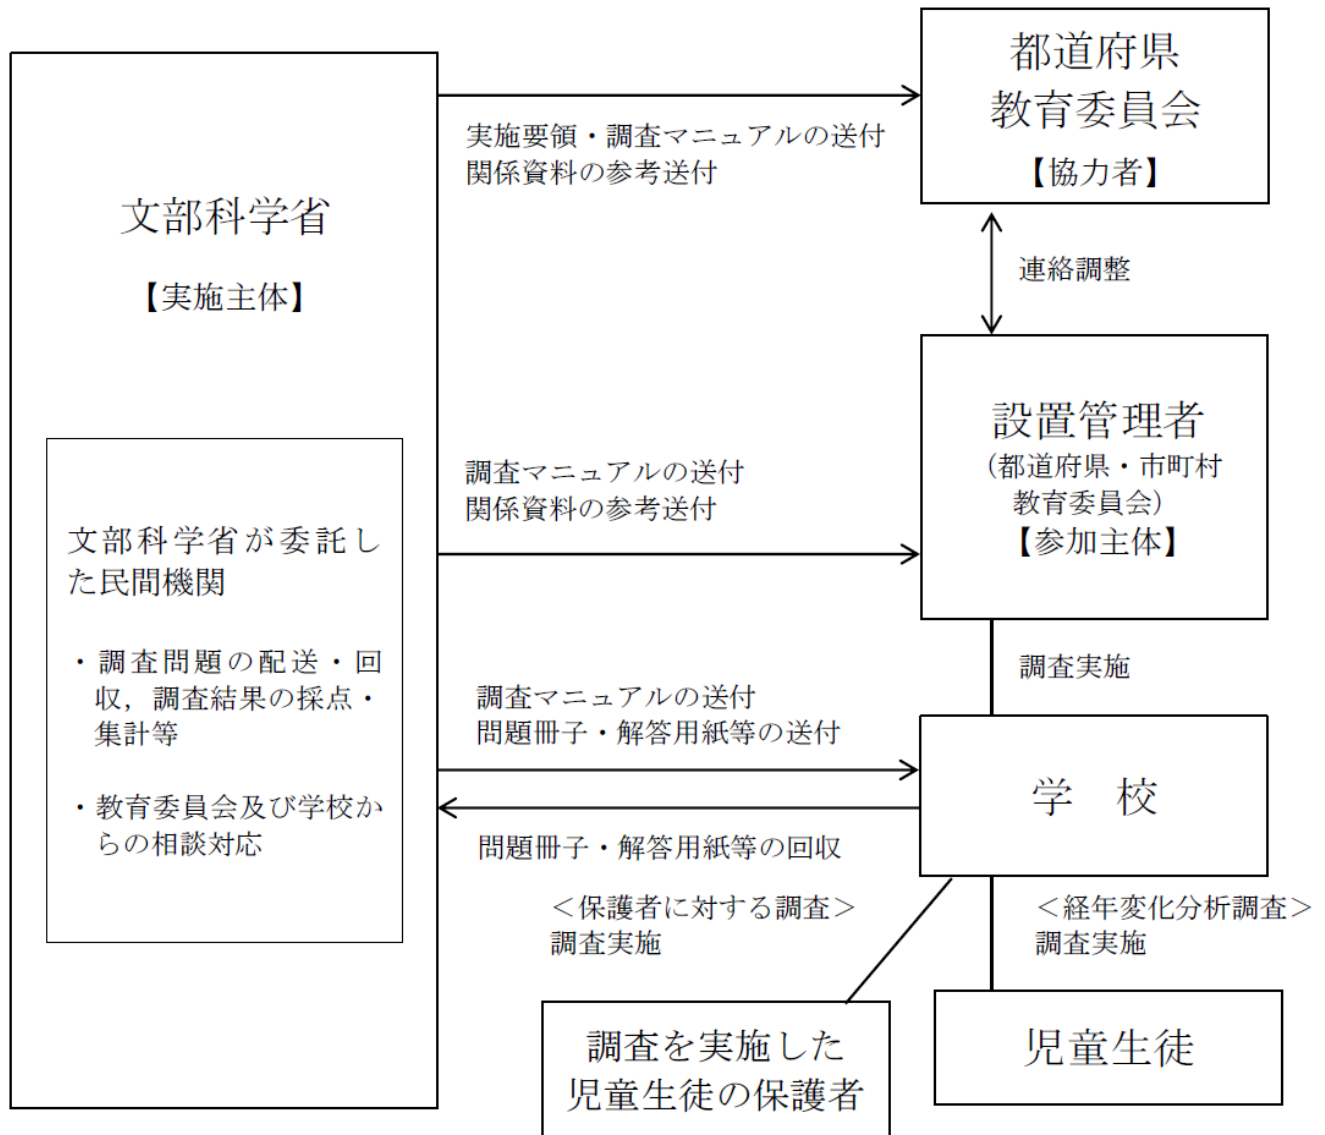 文部科学省
【実施主体】
文部科学省が委託し
た民間機関
・調査問題の配送・回
収，調査結果の採点・
集計等
・教育委員会及び学校か
らの相談対応
実施要領・調査マニュアルの送付
関係資料の参考送付
都道府県
教育委員会
【協力者】
連絡調整
調査マニュアルの送付
関係資料の参考送付
設置管理者
（都道府県・市町村
教育委員会）
【参加主体】
調査実施
調査マニュアルの送付
問題冊子・解答用紙等の送付
学　校
問題冊子・解答用紙等の回収
＜保護者に対する調査＞
調査実施
＜経年変化分析調査＞
調査実施
調査を実施した
児童生徒の保護者
児童生徒